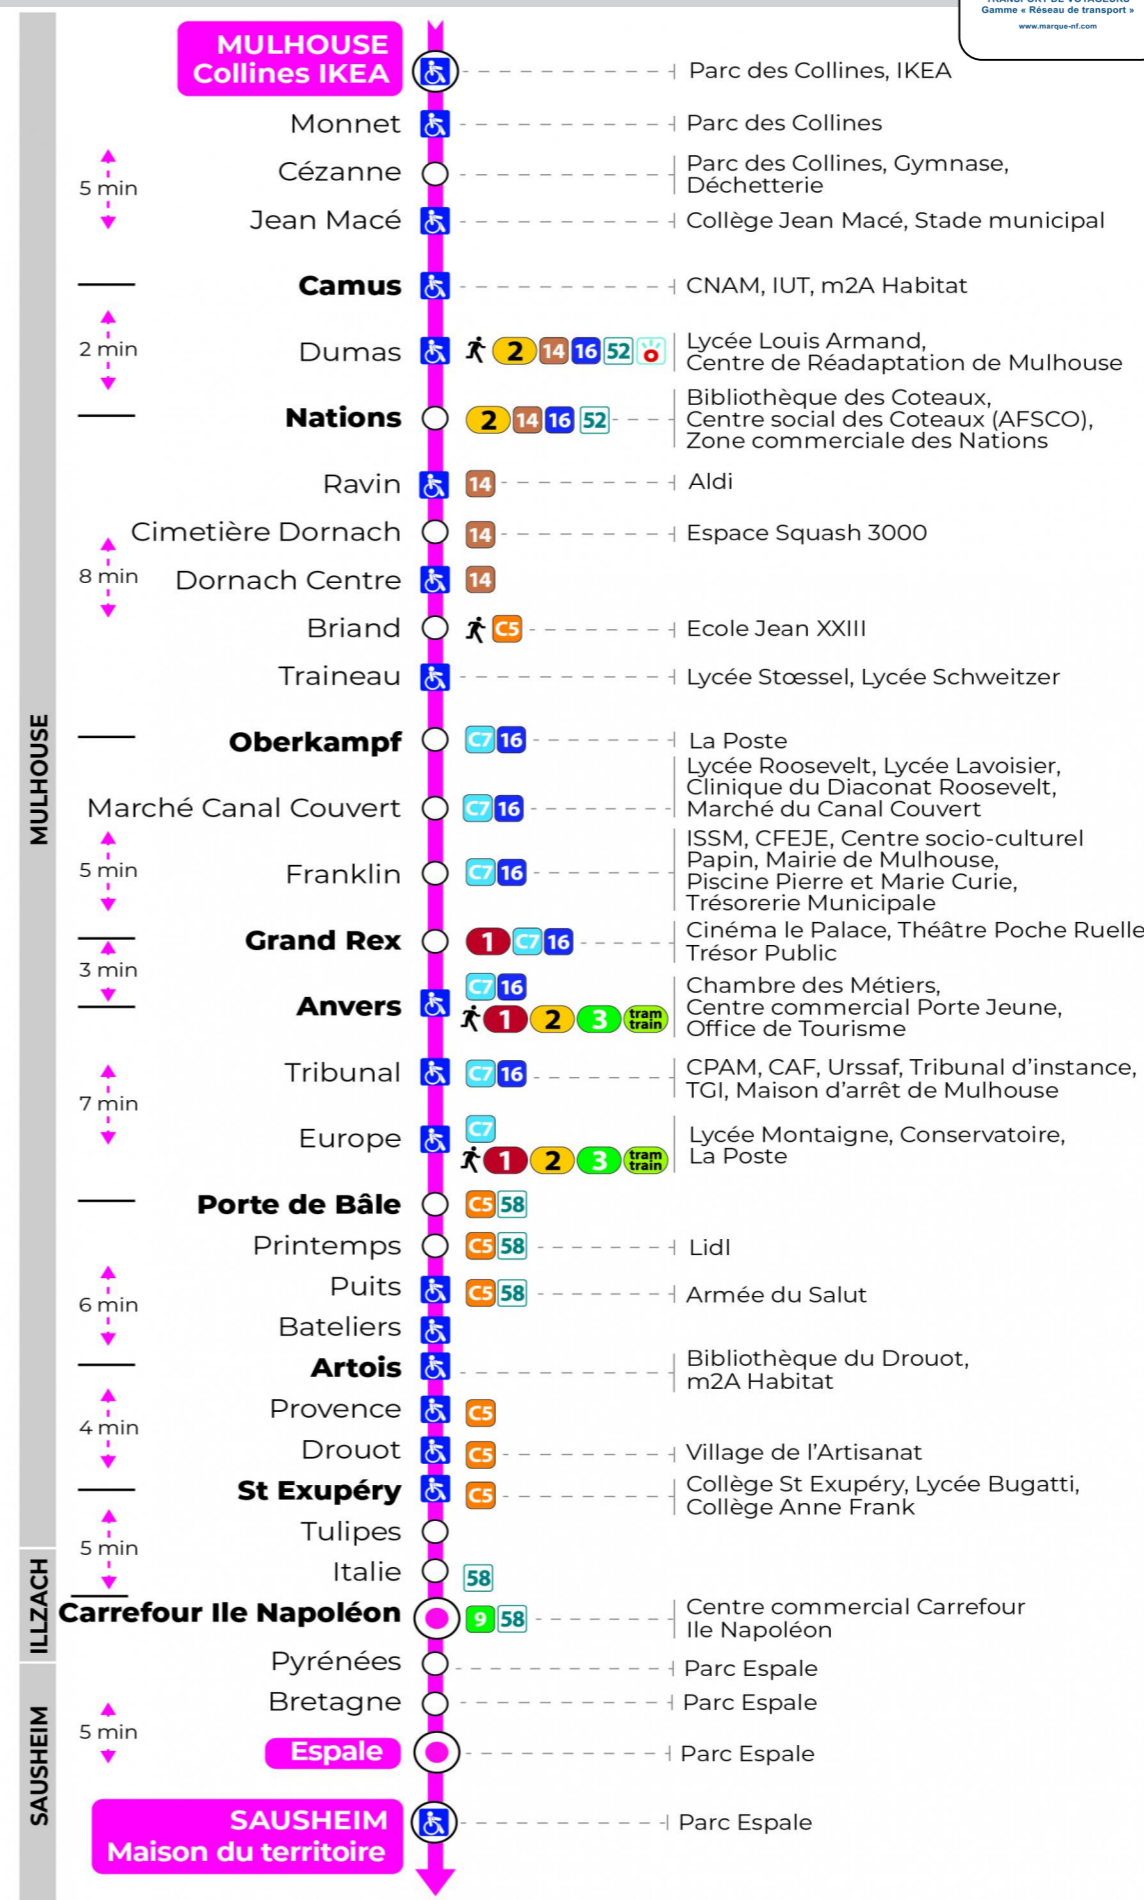 TRANSPORT DE VOYAGEURS
Gamme « Réseau de transport »
www.marque-nf.com
MULHOUSE
Collines IKEA
Parc des Collines, IKEA
Monnet
Parc des Collines
5 min
Cézanne
Parc des Collines, Gymnase,
Déchetterie
Jean Macé
Collège Jean Macé, Stade municipal
Camus
CNAM, IUT, m2A Habitat
2 min
Dumas
2 14 16 52
Lycée Louis Armand,
Centre de Réadaptation de Mulhouse
Nations
2 14 16 52
Bibliothèque des Coteaux,
Centre social des Coteaux (AFSCO),
Zone commerciale des Nations
Ravin
14
Aldi
Cimetière Dornach
14
Espace Squash 3000
8 min
Dornach Centre
14
Briand
C5
Ecole Jean XXIII
Traineau
Lycée Stœssel, Lycée Schweitzer
MULHOUSE
Oberkampf
C7 16
La Poste
Marché Canal Couvert
C7 16
Lycée Roosevelt, Lycée Lavoisier,
Clinique du Diaconat Roosevelt,
Marché du Canal Couvert
5 min
Franklin
C7 16
ISSM, CFEJE, Centre socio-culturel
Papin, Mairie de Mulhouse,
Piscine Pierre et Marie Curie,
Trésorerie Municipale
Grand Rex
1 C7 16
Cinéma le Palace, Théâtre Poche Ruelle
Trésor Public
3 min
Anvers
C7 16
1 2 3 tram train
Chambre des Métiers,
Centre commercial Porte Jeune,
Office de Tourisme
Tribunal
C7 16
CPAM, CAF, Urssaf, Tribunal d'instance,
TGI, Maison d'arrêt de Mulhouse
7 min
Europe
C7
1 2 3 tram train
Lycée Montaigne, Conservatoire,
La Poste
Porte de Bâle
C5 58
Printemps
C5 58
Lidl
6 min
Puits
C5 58
Armée du Salut
Bateliers
Artois
Bibliothèque du Drouot,
m2A Habitat
4 min
Provence
C5
Drouot
C5
Village de l'Artisanat
St Exupéry
C5
Collège St Exupéry, Lycée Bugatti,
Collège Anne Frank
5 min
Tulipes
ILLZACH
Italie
58
Carrefour Ile Napoléon
9 58
Centre commercial Carrefour
Ile Napoléon
SAUSHEIM
Pyrénées
Parc Espale
Bretagne
Parc Espale
5 min
Espale
Parc Espale
SAUSHEIM
Maison du territoire
Parc Espale